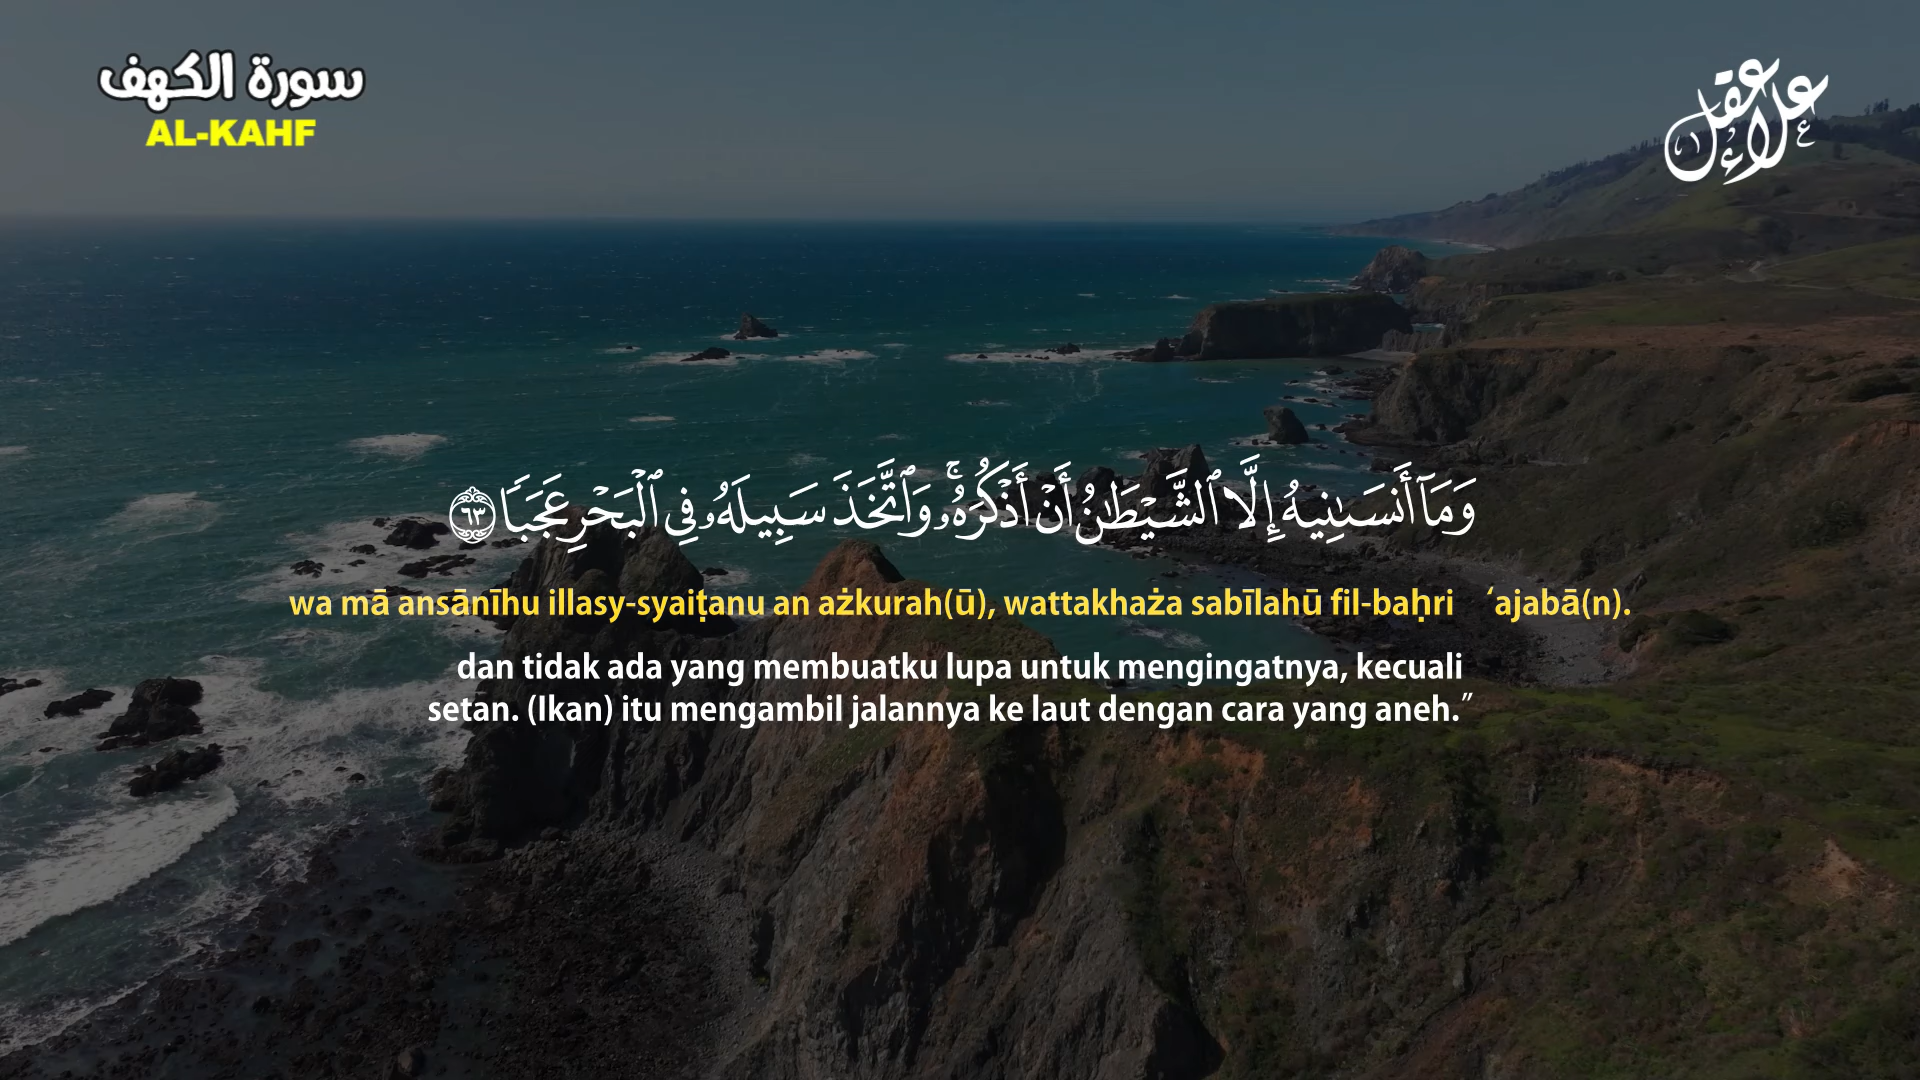 سورة الكهف
AL-KAHF
علاء عقل
وَمَآ أَنسَىٰنِيهُ إِلَّا ٱلشَّيْطَٰنُ أَنْ أَذْكُرَهُۥ ۚ وَٱتَّخَذَ سَبِيلَهُۥ فِى ٱلْبَحْرِ عَجَبًا ٦٣
wa mā ansānīhu illasy-syaiṭanu an ażkurah(ū), wattakhaża sabīlahū fil-baḥri ‘ajabā(n).
dan tidak ada yang membuatku lupa untuk mengingatnya, kecuali
setan. (Ikan) itu mengambil jalannya ke laut dengan cara yang aneh.”